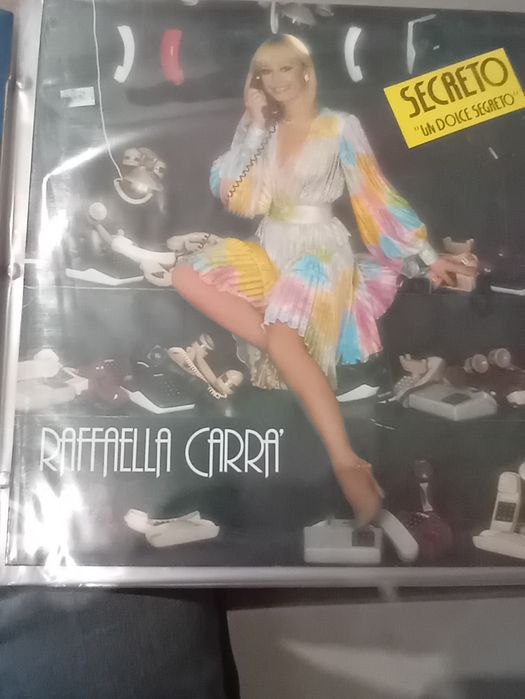 SECRETO
"UN DOLCE SEGRETO"
RAFFAELLA CARRA'